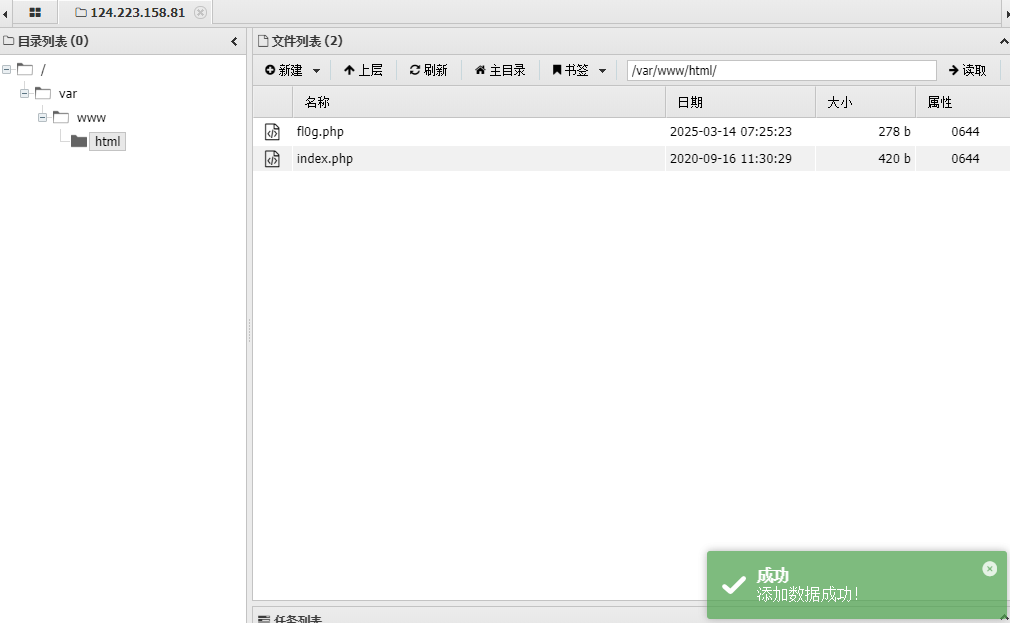 124.223.158.81
目录列表 (0)
文件列表 (2)
新建
上层
刷新
主目录
书签
/var/www/html/
读取
/
var
www
html
名称 日期 大小 属性
fl0g.php 2025-03-14 07:25:23 278 b 0644
index.php 2020-09-16 11:30:29 420 b 0644
成功
添加数据成功!
任务列表